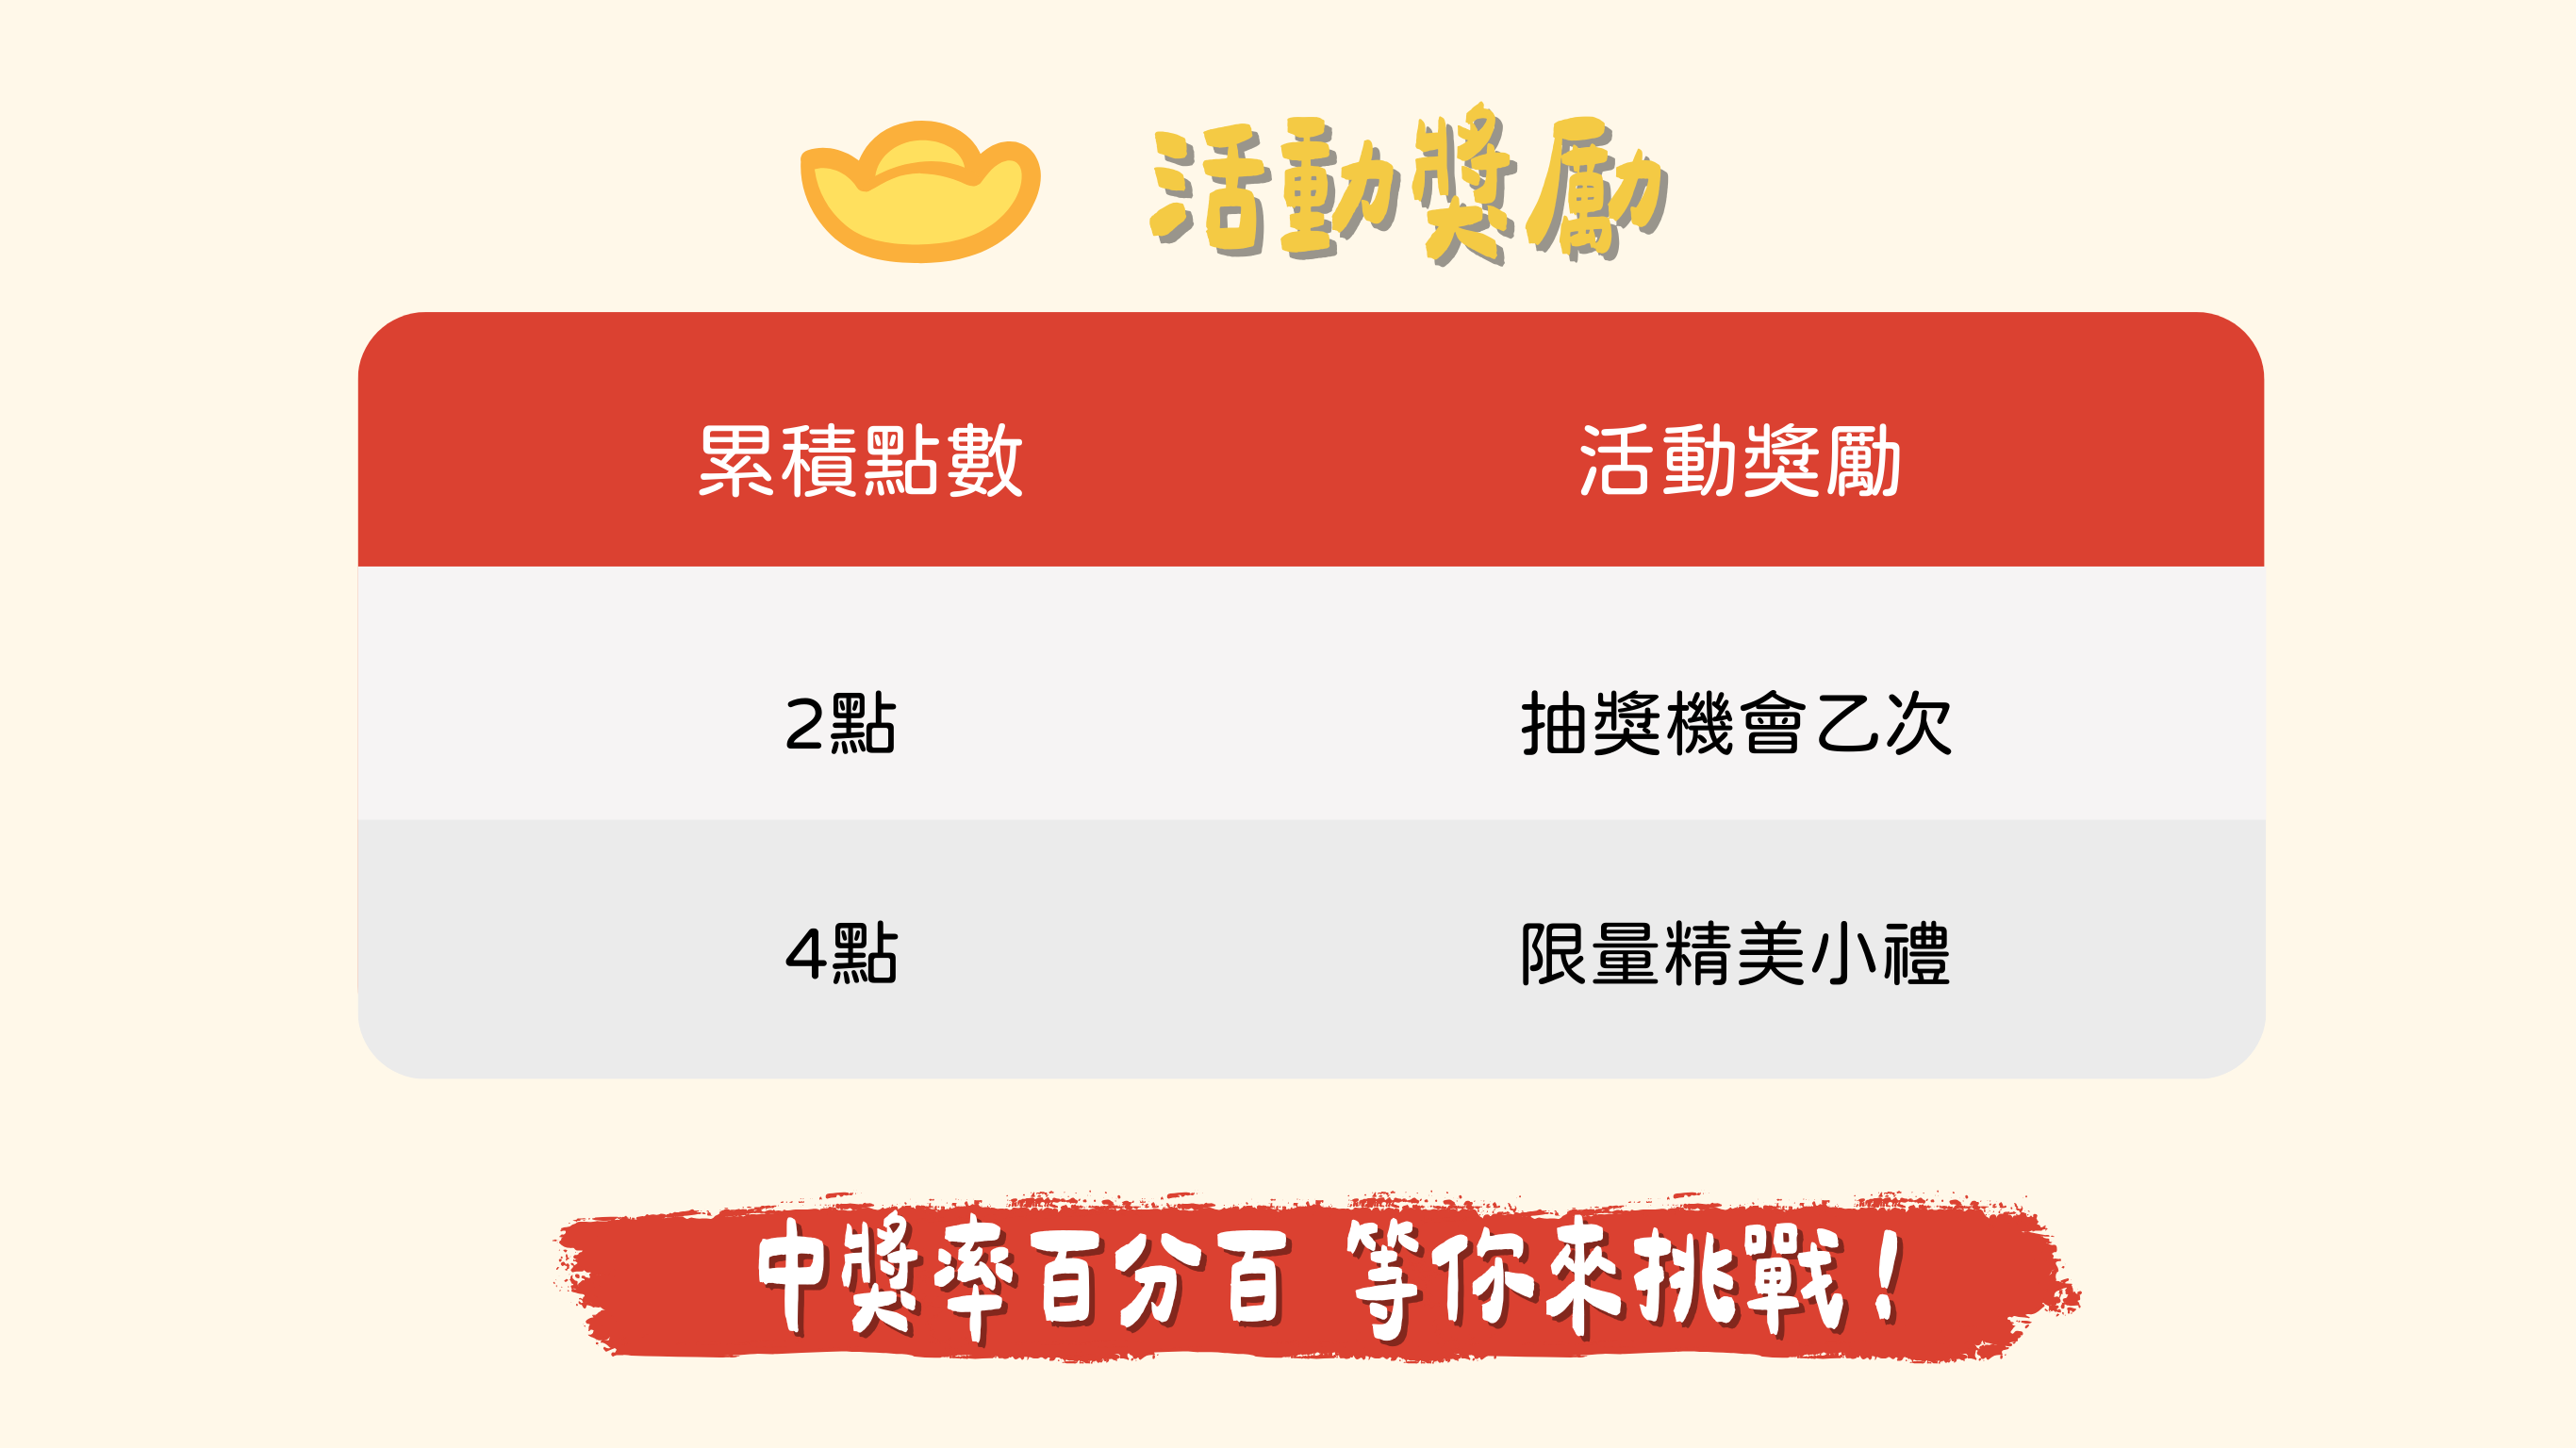 活動獎勵
累積點數 活動獎勵
2點 抽獎機會乙次
4點 限量精美小禮
中獎率百分百 等你來挑戰！